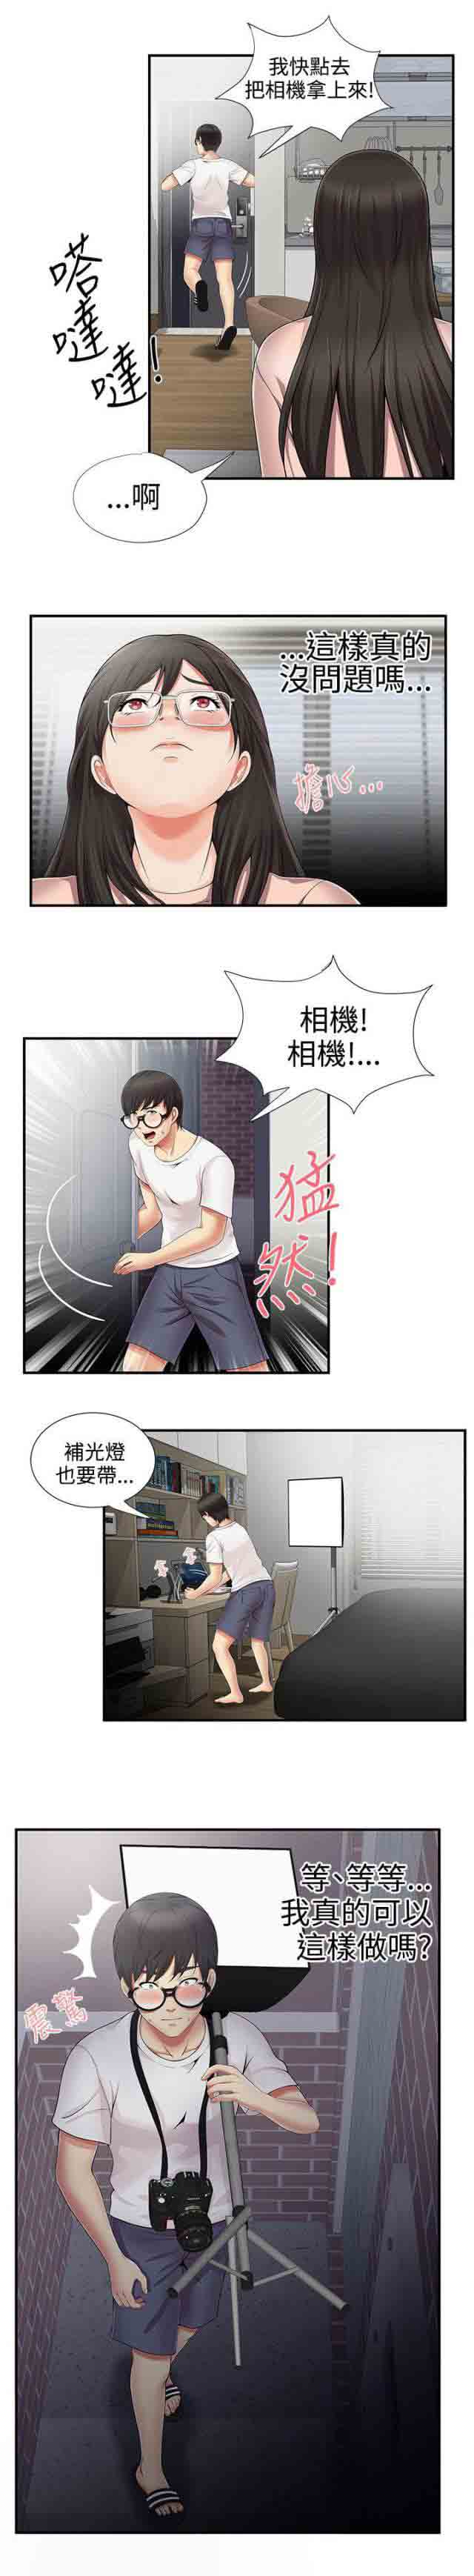 我快點去
把相機拿上來!
嗒
噠
噠!
...啊
...這樣真的
沒問題嗎...
擔心...
相機!
相機!...
猛
然!
補光燈
也要帶...
等、等等...
我真的可以
這樣做嗎?
震驚